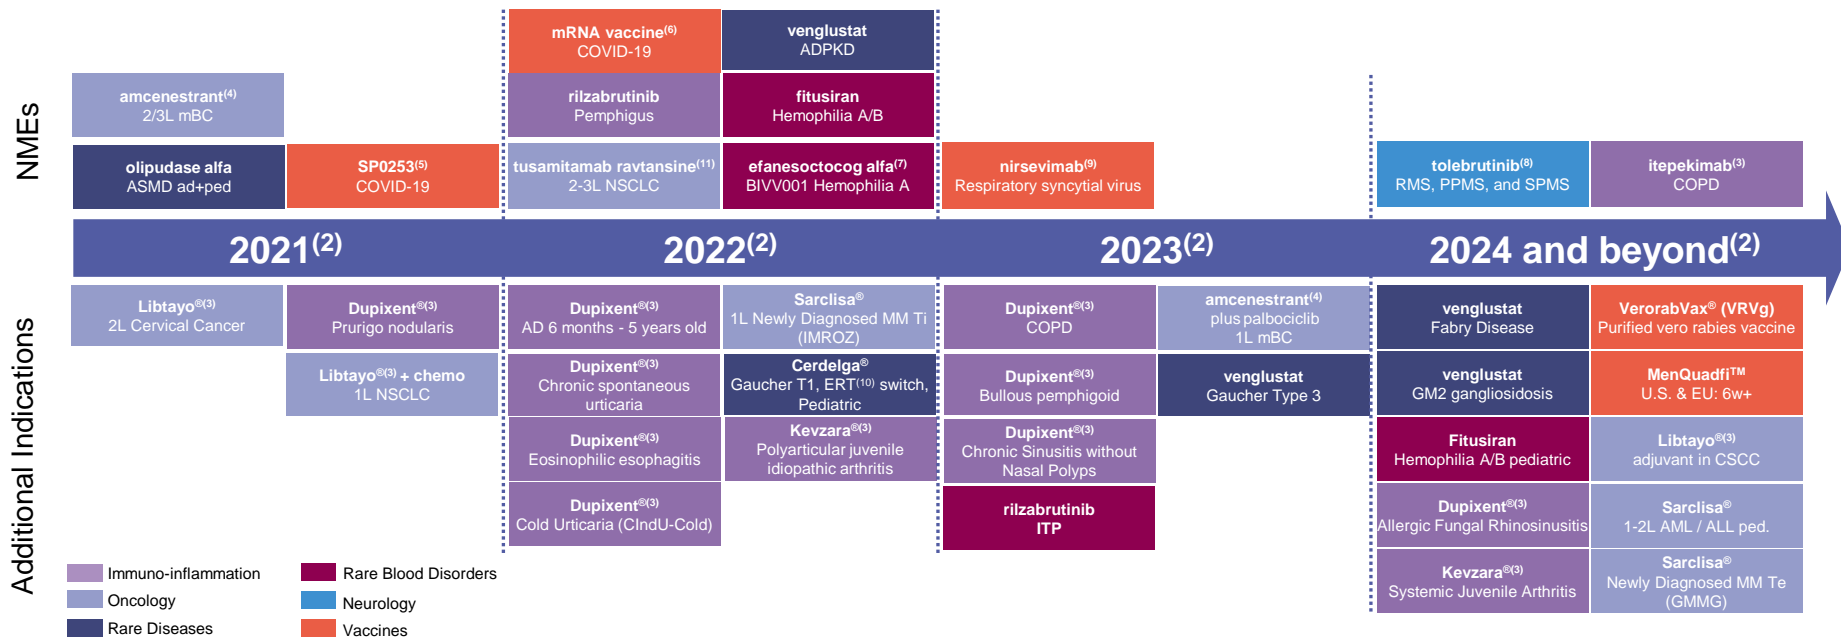 NMEs
amcenestrant(4)
2/3L mBC
olipudase alfa
ASMD ad+ped
SP0253(5)
COVID-19
mRNA vaccine(6)
COVID-19
venglustat
ADPKD
rilzabrutinib
Pemphigus
fitusiran
Hemophilia A/B
tusamitamab ravtansine(11)
2-3L NSCLC
efanesoctocog alfa(7)
BIVV001 Hemophilia A
nirsevimab(9)
Respiratory syncytial virus
tolebrutinib(8)
RMS, PPMS, and SPMS
itepekimab(3)
COPD
2021(2)
2022(2)
2023(2)
2024 and beyond(2)
Additional Indications
Libtayo®(3)
2L Cervical Cancer
Dupixent®(3)
Prurigo nodularis
Libtayo®(3) + chemo
1L NSCLC
Dupixent®(3)
AD 6 months - 5 years old
Sarclisa®
1L Newly Diagnosed MM Ti
(IMROZ)
Dupixent®(3)
Chronic spontaneous
urticaria
Cerdelga®
Gaucher T1, ERT(10) switch,
Pediatric
Dupixent®(3)
Eosinophilic esophagitis
Kevzara®(3)
Polyarticular juvenile
idiopathic arthritis
Dupixent®(3)
Cold Urticaria (CIndU-Cold)
Dupixent®(3)
COPD
amcenestrant(4)
plus palbociclib
1L mBC
Dupixent®(3)
Bullous pemphigoid
venglustat
Gaucher Type 3
Dupixent®(3)
Chronic Sinusitis without
Nasal Polyps
rilzabrutinib
ITP
venglustat
Fabry Disease
VerorabVax® (VRVg)
Purified vero rabies vaccine
venglustat
GM2 gangliosidosis
MenQuadfi™
U.S. & EU: 6w+
Fitusiran
Hemophilia A/B pediatric
Libtayo®(3)
adjuvant in CSCC
Dupixent®(3)
Allergic Fungal Rhinosinusitis
Sarclisa®
1-2L AML / ALL ped.
Kevzara®(3)
Systemic Juvenile Arthritis
Sarclisa®
Newly Diagnosed MM Te
(GMMG)
Immuno-inflammation
Oncology
Rare Diseases
Rare Blood Disorders
Neurology
Vaccines